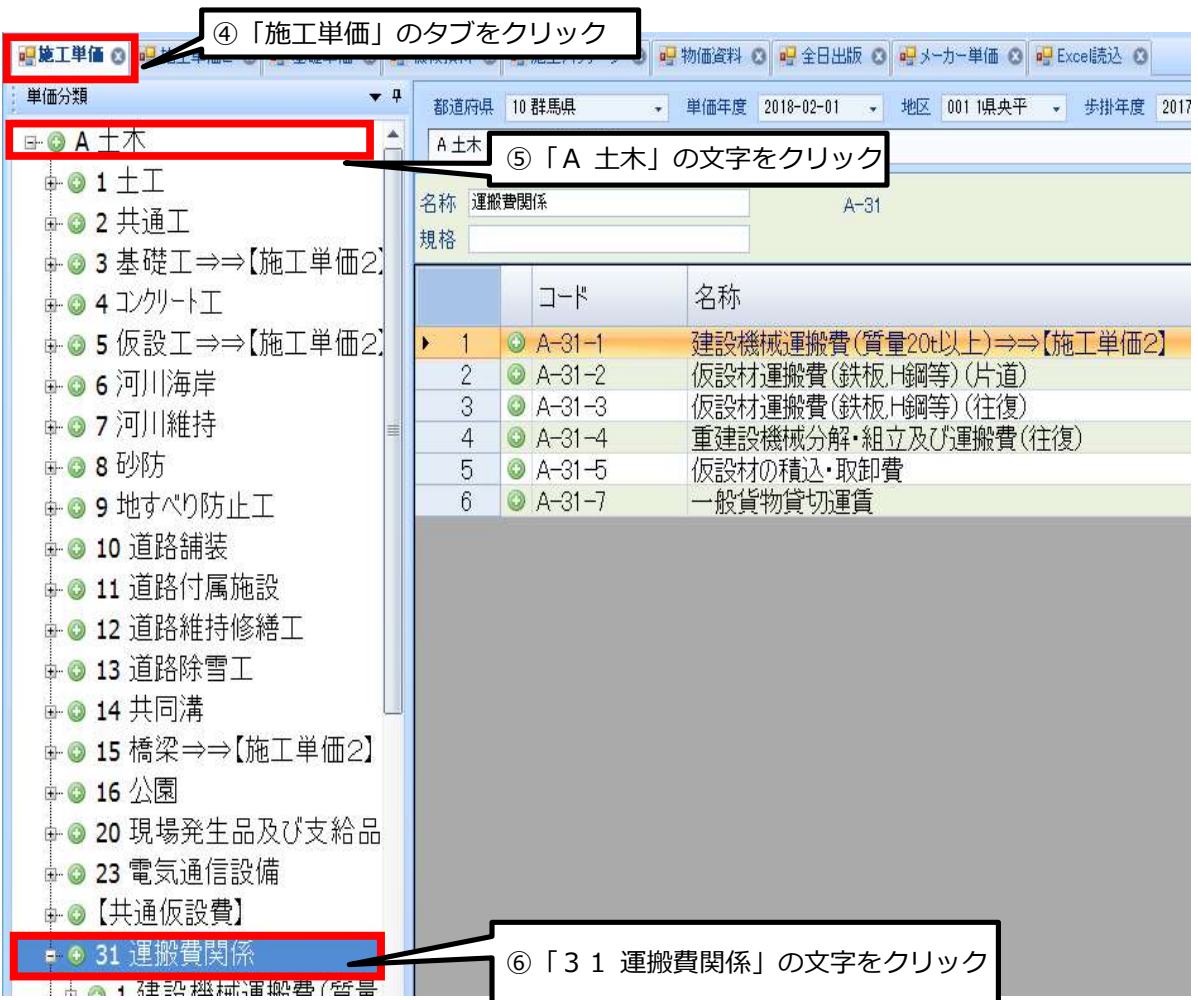 ④「施工単価」のタブをクリック
施工単価
物価資料 全日出版 メーカー単価 Excel読込
単価分類
都道府県 10 群馬県 単価年度 2018-02-01 地区 001 1県央平 歩掛年度 2017
A 土木
A 土木
⑤「A 土木」の文字をクリック
1 土工
2 共通工
3 基礎工⇒⇒【施工単価2】
4 コンクリート工
5 仮設工⇒⇒【施工単価2】
6 河川海岸
7 河川維持
8 砂防
9 地すべり防止工
10 道路舗装
11 道路付属施設
12 道路維持修繕工
13 道路除雪工
14 共同溝
15 橋梁⇒⇒【施工単価2】
16 公園
20 現場発生品及び支給品
23 電気通信設備
【共通仮設費】
31 運搬費関係
1 建設機械運搬費(質量
名称 運搬費関係 A-31
規格
コード 名称
1 A-31-1 建設機械運搬費(質量20t以上)⇒⇒【施工単価2】
2 A-31-2 仮設材運搬費(鉄板,H鋼等)(片道)
3 A-31-3 仮設材運搬費(鉄板,H鋼等)(往復)
4 A-31-4 重建設機械分解・組立及び運搬費(往復)
5 A-31-5 仮設材の積込・取卸費
6 A-31-7 一般貨物貸切運賃
⑥「31 運搬費関係」の文字をクリック